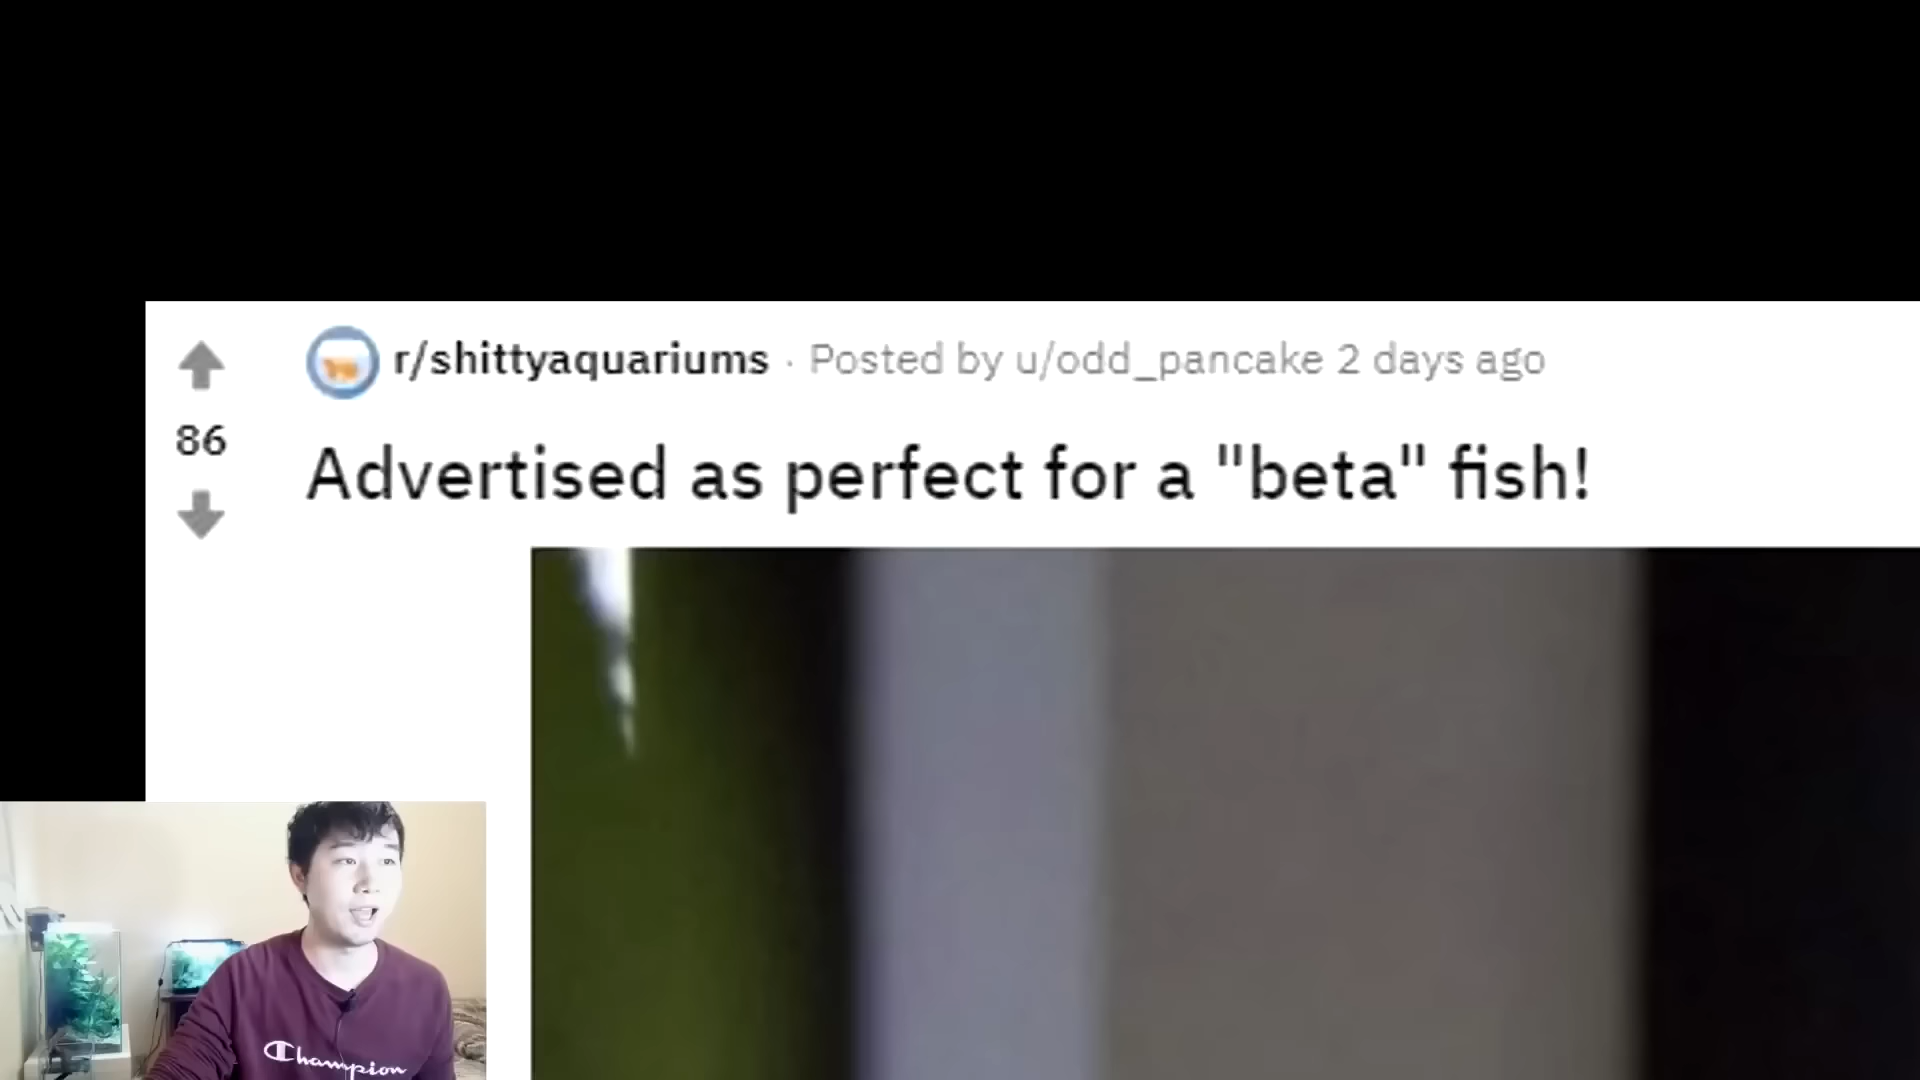 r/shittyaquariums · Posted by u/odd_pancake 2 days ago
86
Advertised as perfect for a "beta" fish!
Champion